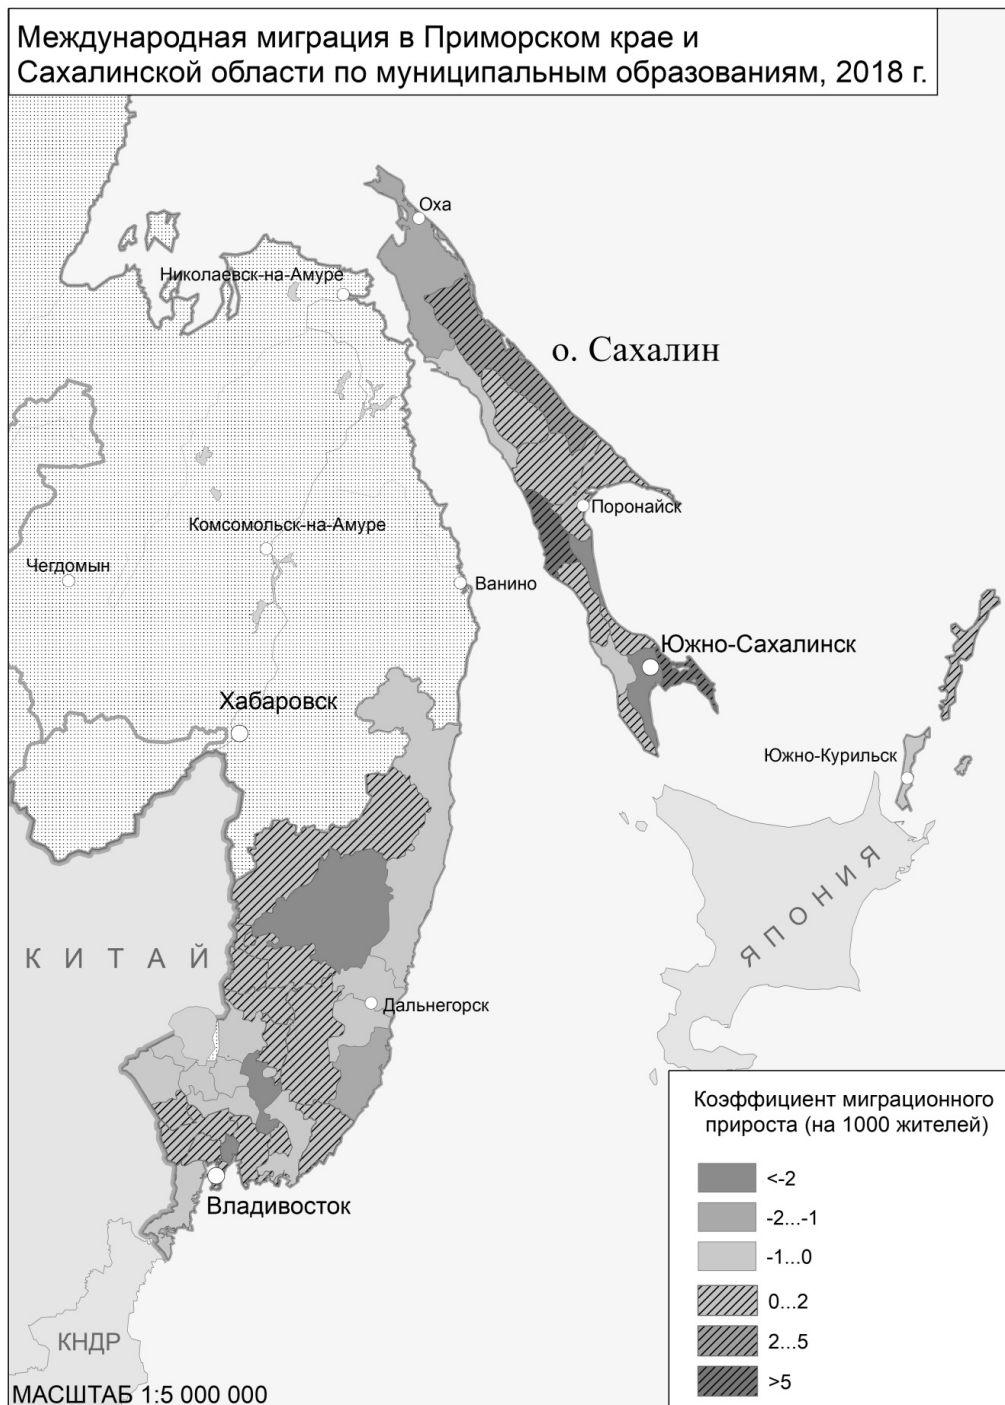 Международная миграция в Приморском крае и
Сахалинской области по муниципальным образованиям, 2018 г.
Оха
Николаевск-на-Амуре
о. Сахалин
Поронайск
Комсомольск-на-Амуре
Чегдомын
Ванино
Южно-Сахалинск
Хабаровск
Южно-Курильск
ЯПОНИЯ
КИТАЙ
Дальнегорск
Владивосток
КНДР
МАСШТАБ 1:5 000 000
Коэффициент миграционного
прироста (на 1000 жителей)
<-2
-2...-1
-1...0
0...2
2...5
>5